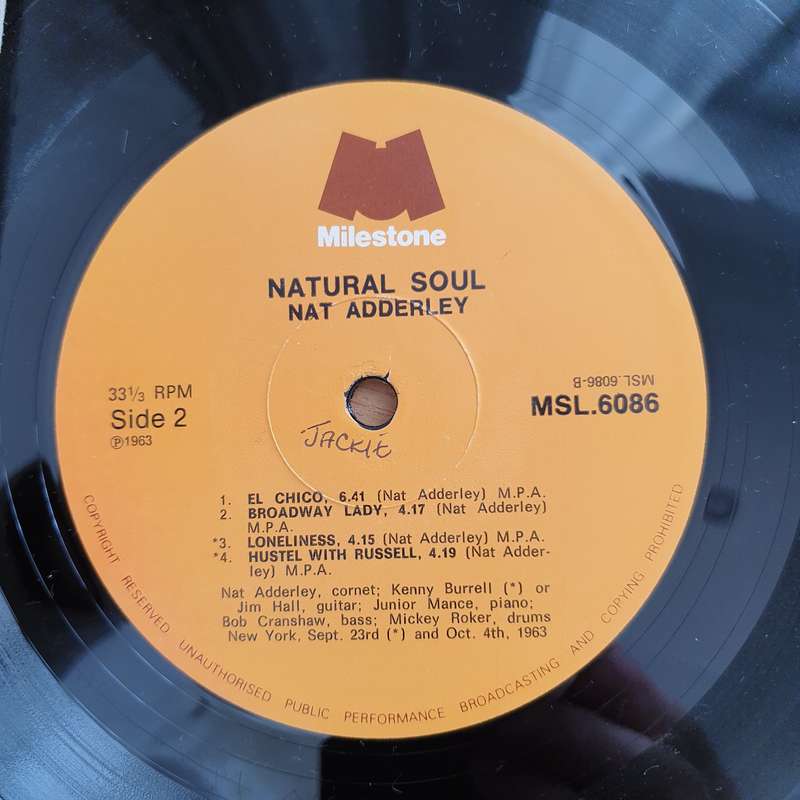 Milestone
NATURAL SOUL
NAT ADDERLEY
33⅓ RPM
Side 2
℗1963
MSL.6086-B
MSL.6086
JACKIE
1. EL CHICO, 6.41 (Nat Adderley) M.P.A.
2. BROADWAY LADY, 4.17 (Nat Adderley)
M.P.A.
*3. LONELINESS, 4.15 (Nat Adderley) M.P.A.
*4. HUSTEL WITH RUSSELL, 4.19 (Nat Adder-
ley) M.P.A.
Nat Adderley, cornet; Kenny Burrell (*) or
Jim Hall, guitar; Junior Mance, piano;
Bob Cranshaw, bass; Mickey Roker, drums
New York, Sept. 23rd (*) and Oct. 4th, 1963
COPYRIGHT RESERVED UNAUTHORISED PUBLIC PERFORMANCE BROADCASTING AND COPYING PROHIBITED